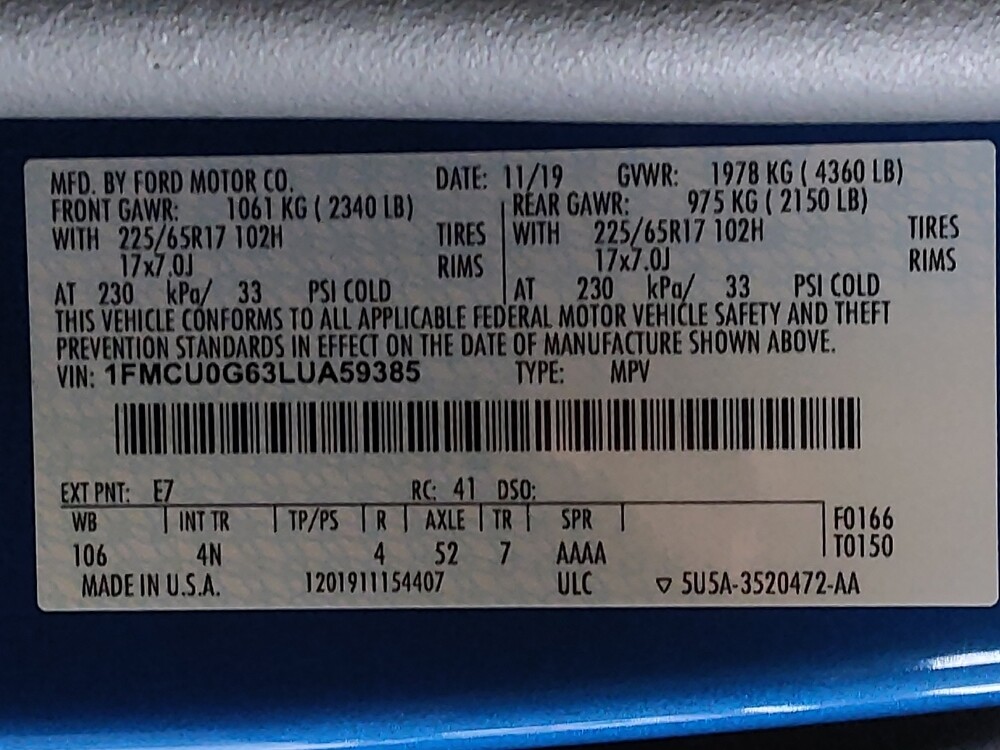 MFD. BY FORD MOTOR CO. DATE: 11/19 GVWR: 1978 KG ( 4360 LB)
FRONT GAWR: 1061 KG ( 2340 LB) REAR GAWR: 975 KG ( 2150 LB)
WITH 225/65R17 102H TIRES WITH 225/65R17 102H TIRES
17x7.0J RIMS 17x7.0J RIMS
AT 230 kPa/ 33 PSI COLD AT 230 kPa/ 33 PSI COLD
THIS VEHICLE CONFORMS TO ALL APPLICABLE FEDERAL MOTOR VEHICLE SAFETY AND THEFT
PREVENTION STANDARDS IN EFFECT ON THE DATE OF MANUFACTURE SHOWN ABOVE.
VIN: 1FMCU0G63LUA59385 TYPE: MPV
EXT PNT: E7 RC: 41 DSO:
WB INT TR TP/PS R AXLE TR SPR F0166
106 4N 4 52 7 AAAA T0150
MADE IN U.S.A. 1201911154407 ULC ▽ 5U5A-3520472-AA